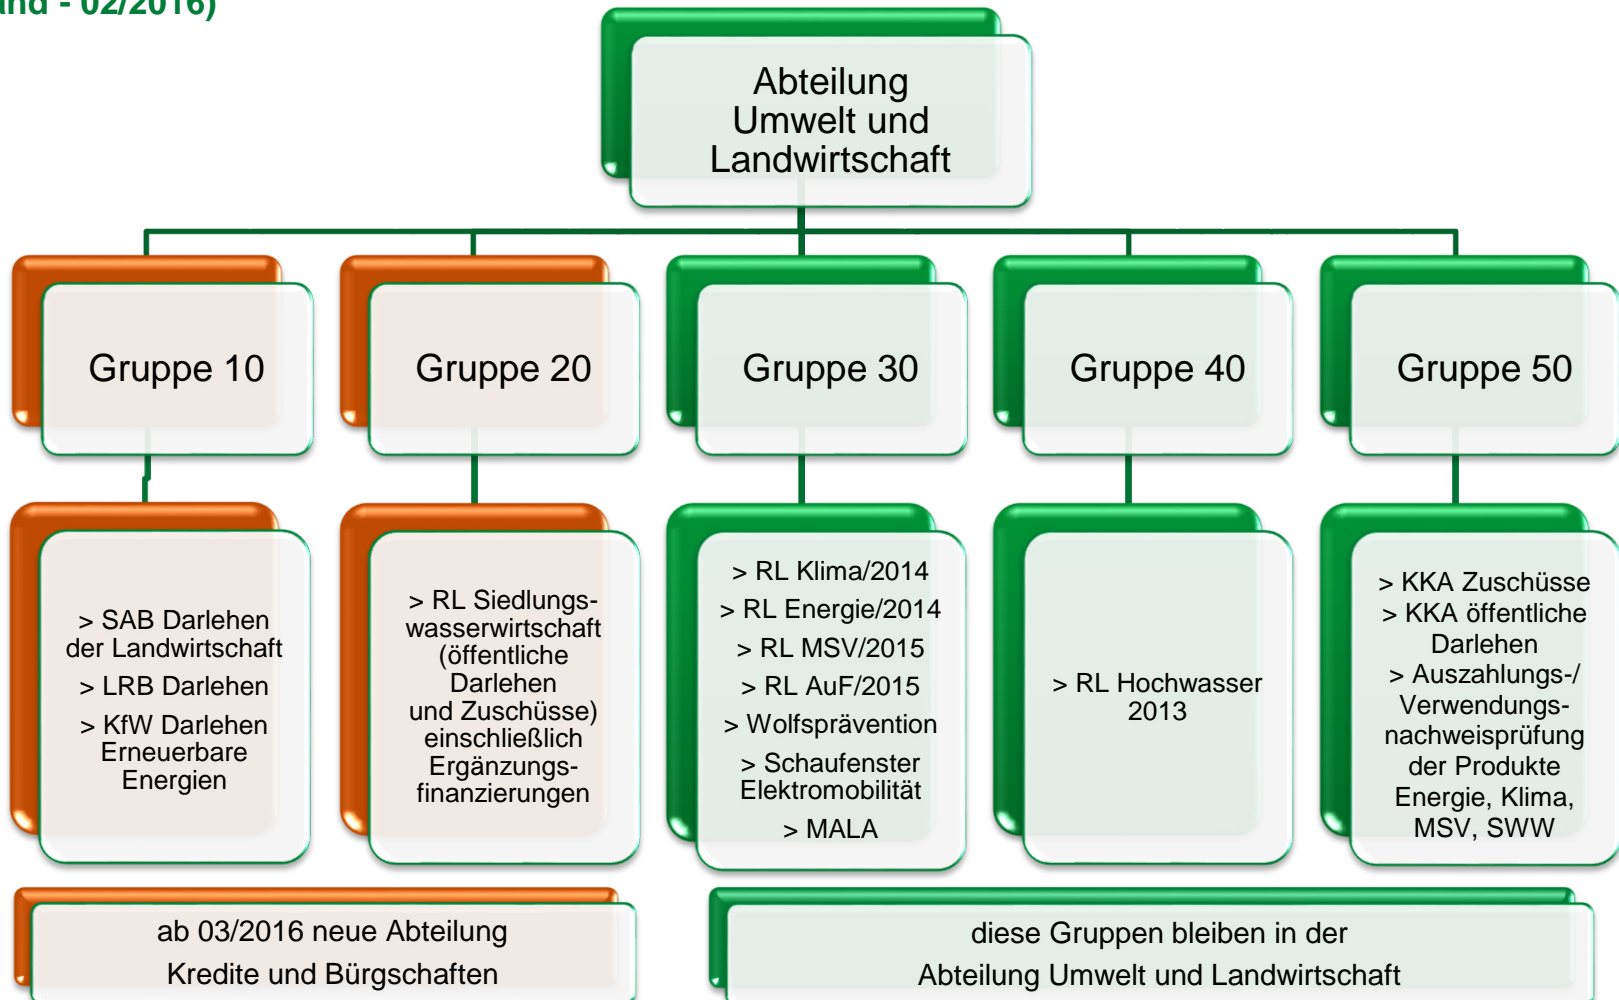 - 02/2016)
Abteilung
Umwelt und
Landwirtschaft
Gruppe 10
Gruppe 20
Gruppe 30
Gruppe 40
Gruppe 50
> SAB Darlehen
der Landwirtschaft
> LRB Darlehen
> KfW Darlehen
Erneuerbare
Energien
> RL Siedlungs-
wasserwirtschaft
(öffentliche
Darlehen
und Zuschüsse)
einschließlich
Ergänzungs-
finanzierungen
> RL Klima/2014
> RL Energie/2014
> RL MSV/2015
> RL AuF/2015
> Wolfsprävention
> Schaufenster
Elektromobilität
> MALA
> RL Hochwasser
2013
> KKA Zuschüsse
> KKA öffentliche
Darlehen
> Auszahlungs-/
Verwendungs-
nachweisprüfung
der Produkte
Energie, Klima,
MSV, SWW
ab 03/2016 neue Abteilung
Kredite und Bürgschaften
diese Gruppen bleiben in der
Abteilung Umwelt und Landwirtschaft